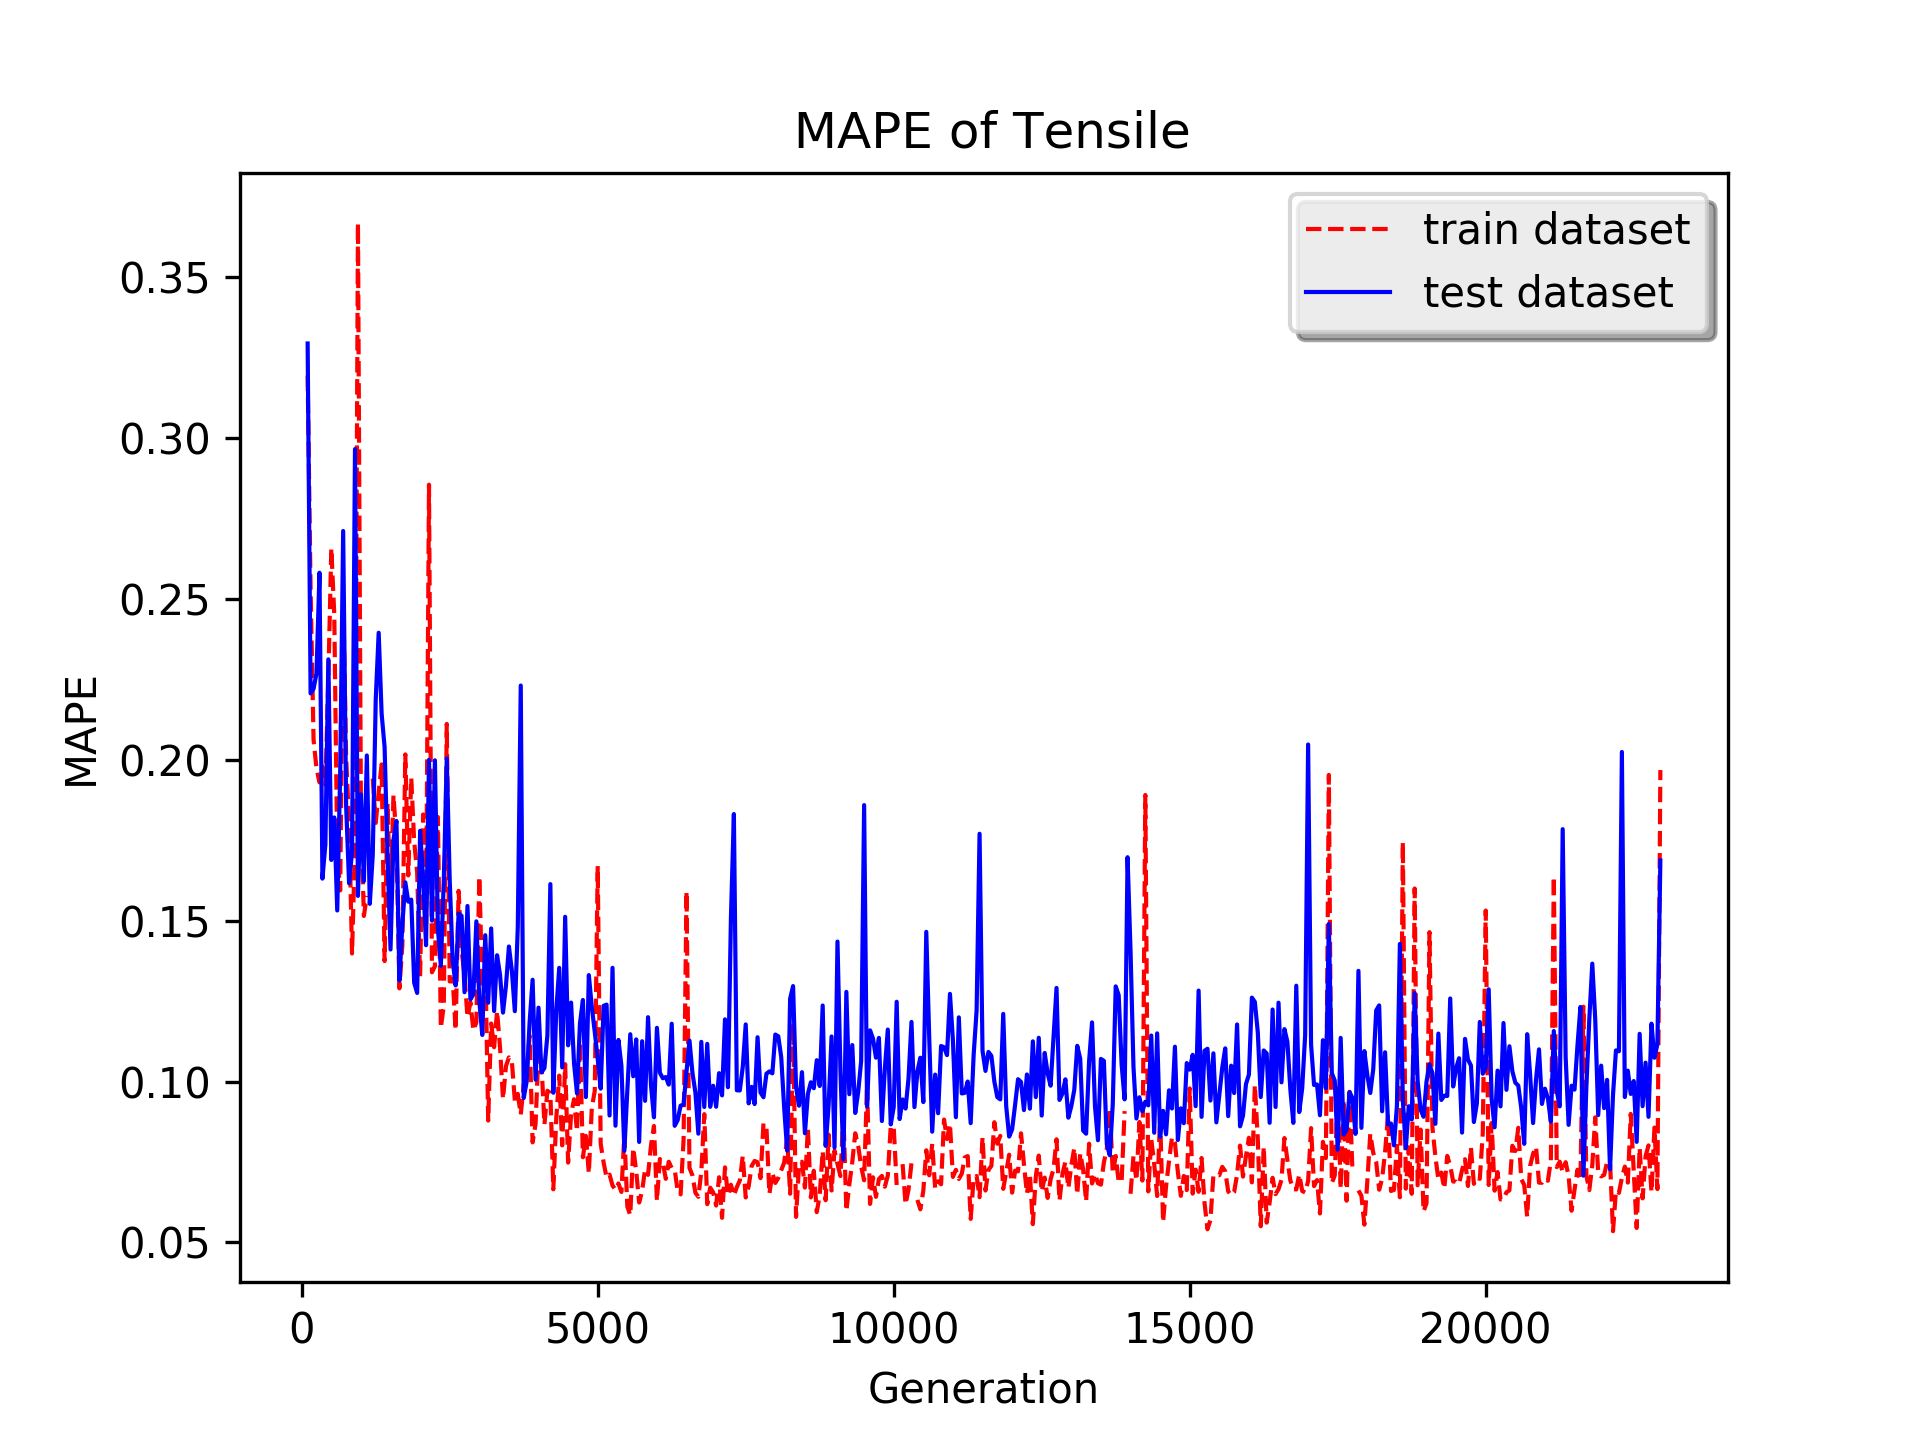 MAPE of Tensile
train dataset
test dataset
MAPE
0.35
0.30
0.25
0.20
0.15
0.10
0.05
0 5000 10000 15000 20000
Generation